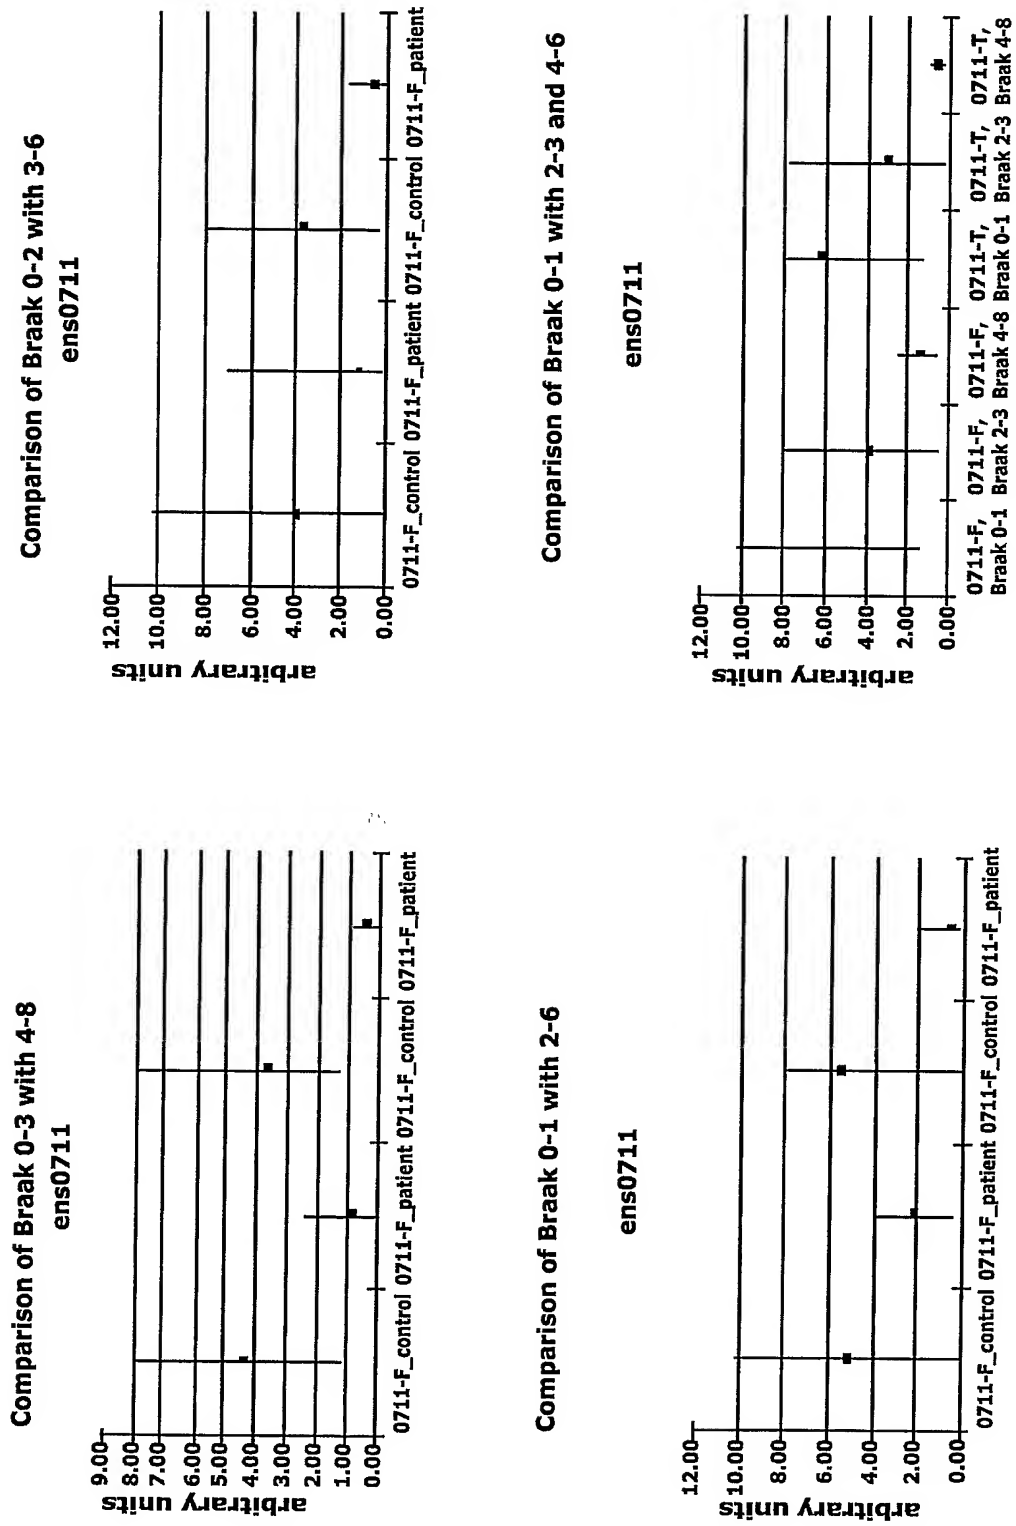 Comparison of Braak 0-3 with 4-8
ens0711
arbitrary units
9.00
8.00
7.00
6.00
5.00
4.00
3.00
2.00
1.00
0.00
0711-F_control 0711-F_patient 0711-F_control 0711-F_patient
Comparison of Braak 0-2 with 3-6
ens0711
arbitrary units
12.00
10.00
8.00
6.00
4.00
2.00
0.00
0711-F_control 0711-F_patient 0711-F_control 0711-F_patient
Comparison of Braak 0-1 with 2-6
ens0711
arbitrary units
12.00
10.00
8.00
6.00
4.00
2.00
0.00
0711-F_control 0711-F_patient 0711-F_control 0711-F_patient
Comparison of Braak 0-1 with 2-3 and 4-6
ens0711
arbitrary units
12.00
10.00
8.00
6.00
4.00
2.00
0.00
0711-F, 0711-F, 0711-F, 0711-T, 0711-T, 0711-T,
Braak 0-1 Braak 2-3 Braak 4-8 Braak 0-1 Braak 2-3 Braak 4-8